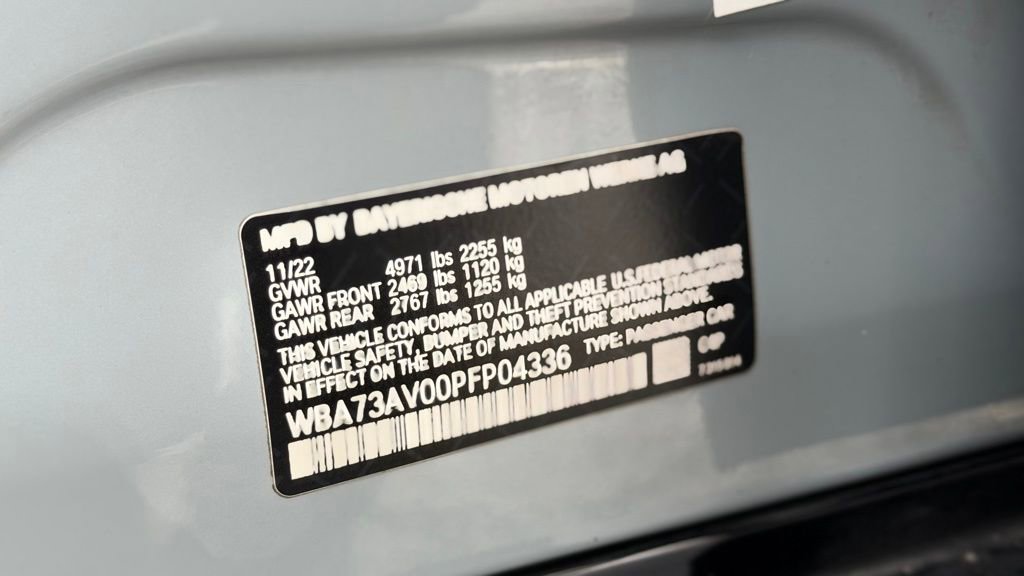 MFD BY BAYERISCHE MOTOREN WERKE AG
11/22
GVWR 4971 lbs 2255 kg
GAWR FRONT 2469 lbs 1120 kg
GAWR REAR 2767 lbs 1255 kg
THIS VEHICLE CONFORMS TO ALL APPLICABLE U.S.FEDERAL MOTOR
VEHICLE SAFETY, BUMPER AND THEFT PREVENTION STANDARDS
IN EFFECT ON THE DATE OF MANUFACTURE SHOWN ABOVE.
WBA73AV00PFP04336 TYPE: PASSENGER CAR
C4P